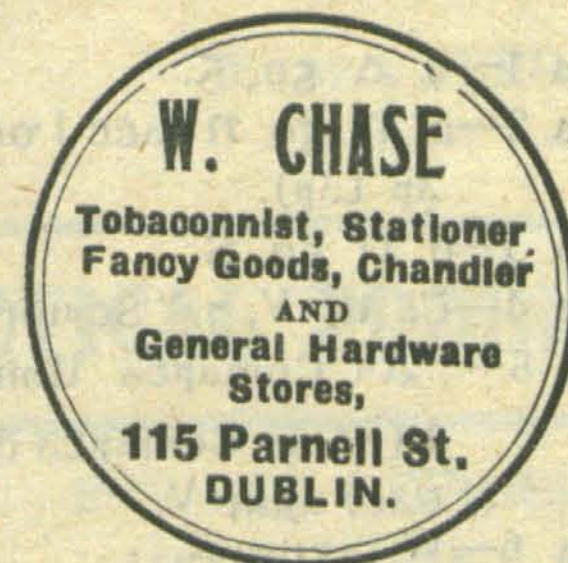 W. CHASE
Tobaconnist, Stationer,
Fancy Goods, Chandler
AND
General Hardware
Stores,
115 Parnell St.
DUBLIN.